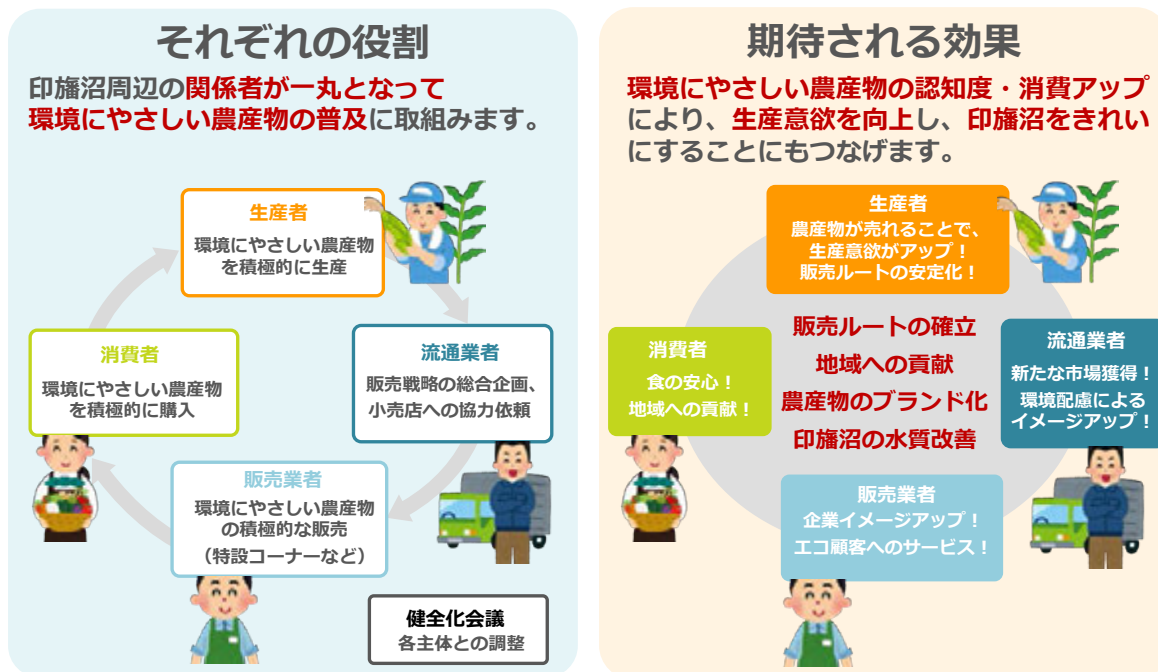 それぞれの役割
印旛沼周辺の関係者が一丸となって
環境にやさしい農産物の普及に取組みます。
生産者
環境にやさしい農産物
を積極的に生産
消費者
環境にやさしい農産物
を積極的に購入
流通業者
販売戦略の総合企画、
小売店への協力依頼
販売業者
環境にやさしい農産物
の積極的な販売
（特設コーナーなど）
健全化会議
各主体との調整
期待される効果
環境にやさしい農産物の認知度・消費アップ
により、生産意欲を向上し、印旛沼をきれい
にすることにもつなげます。
生産者
農産物が売れることで、
生産意欲がアップ！
販売ルートの安定化！
消費者
食の安心！
地域への貢献！
販売ルートの確立
地域への貢献
農産物のブランド化
印旛沼の水質改善
流通業者
新たな市場獲得！
環境配慮による
イメージアップ！
販売業者
企業イメージアップ！
エコ顧客へのサービス！